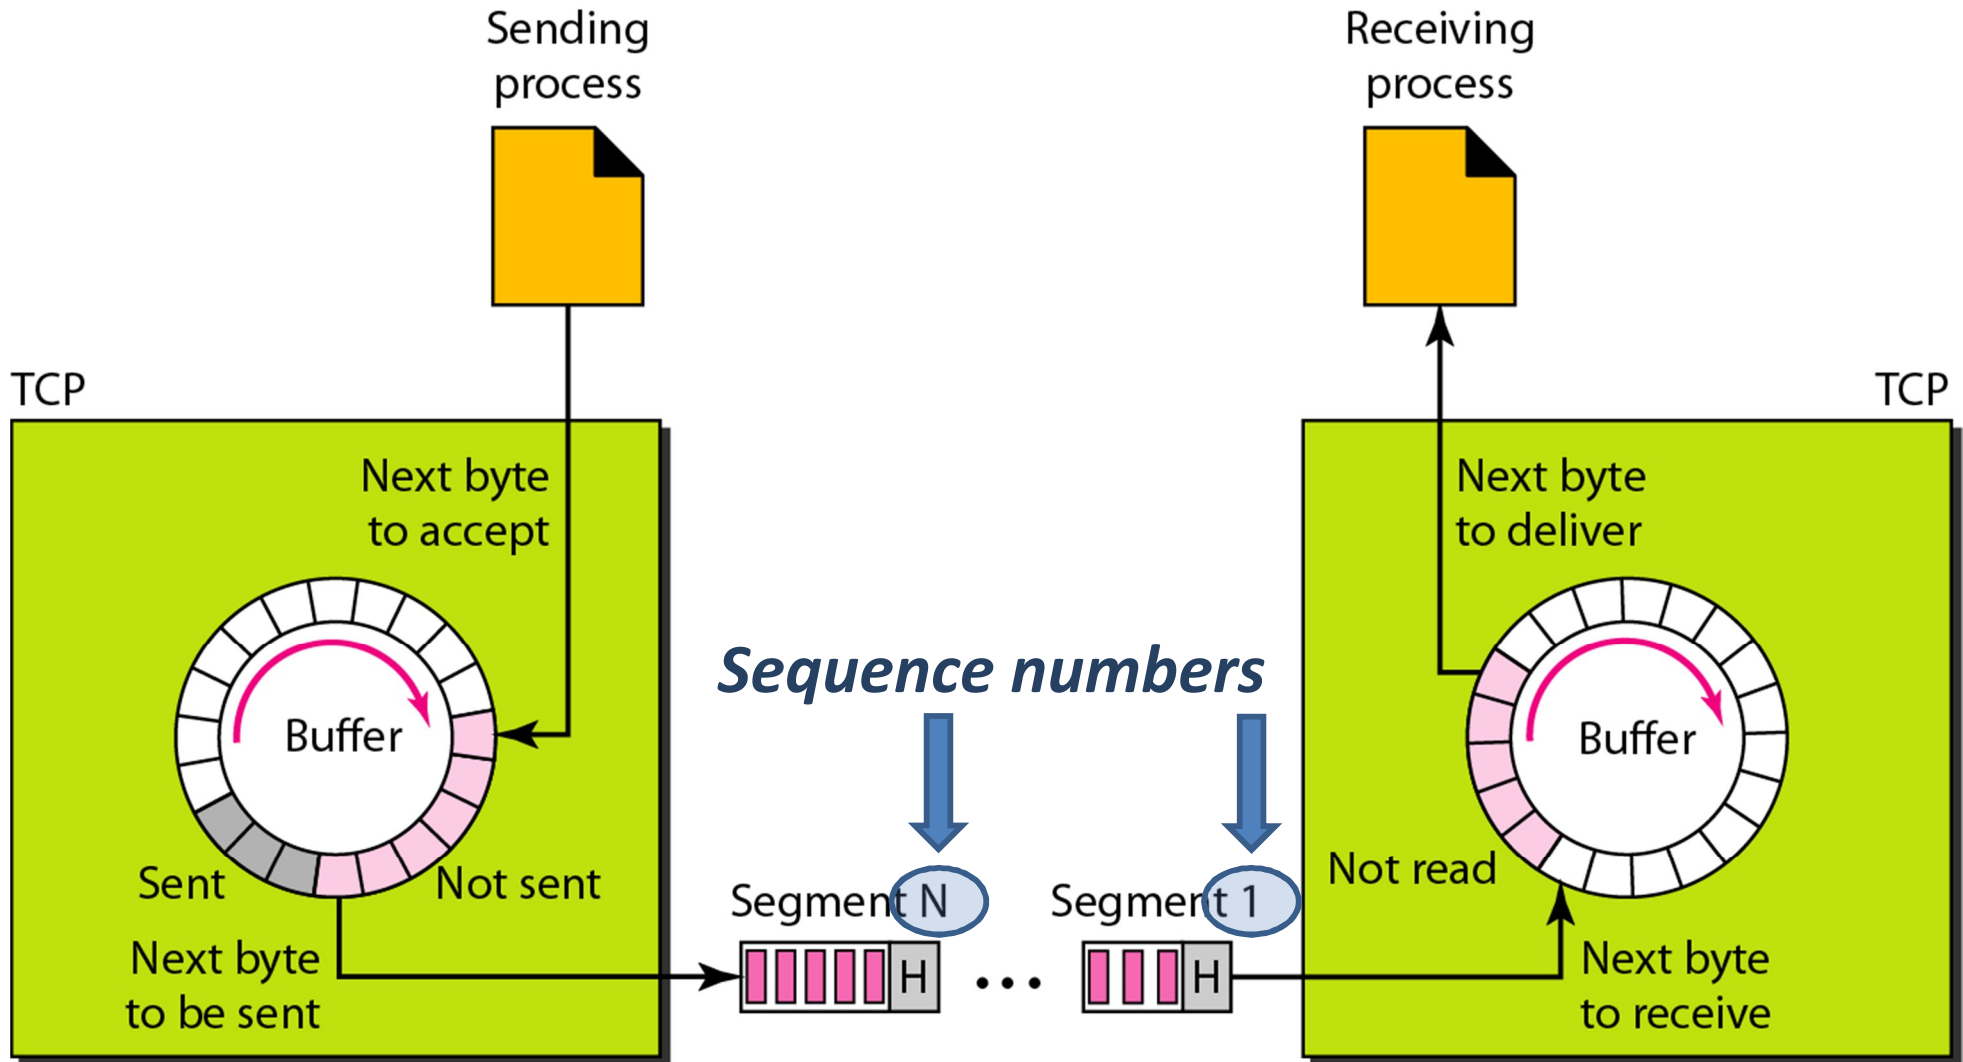 Sending
process
Receiving
process
TCP
TCP
Next byte
to accept
Next byte
to deliver
Sequence numbers
Buffer
Buffer
Sent
Not sent
Segment N
Segment 1
Not read
Next byte
to be sent
H
...
H
Next byte
to receive